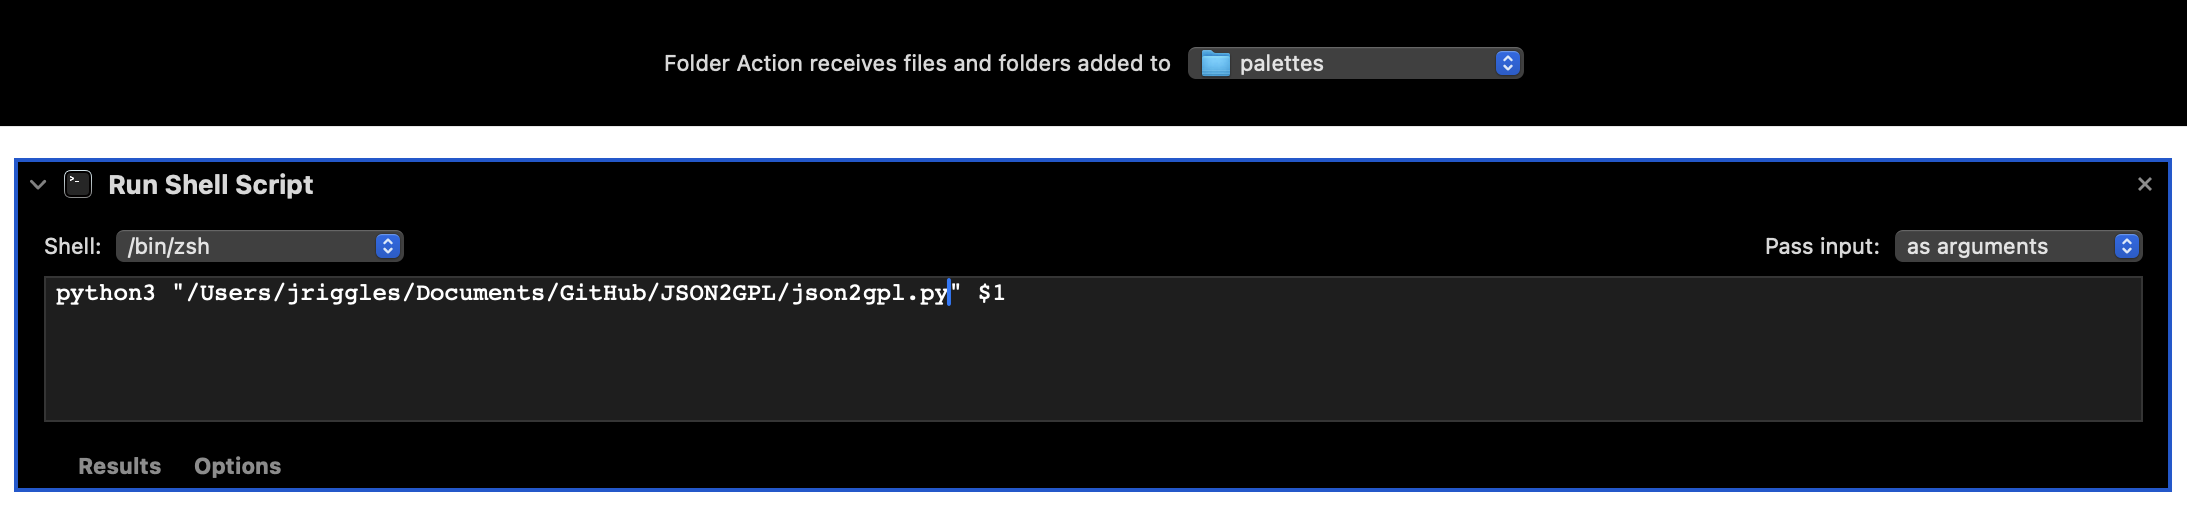 Folder Action receives files and folders added to palettes
Run Shell Script
Shell: /bin/zsh Pass input: as arguments
python3 "/Users/jriggles/Documents/GitHub/JSON2GPL/json2gpl.py" $1
Results Options